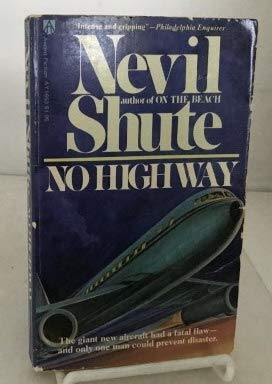 "Intense and gripping" –Philadelphia Enquirer
Nevil
author of ON THE BEACH
Shute
NO HIGHWAY
The giant new aircraft had a fatal flaw—
and only one man could prevent disaster.